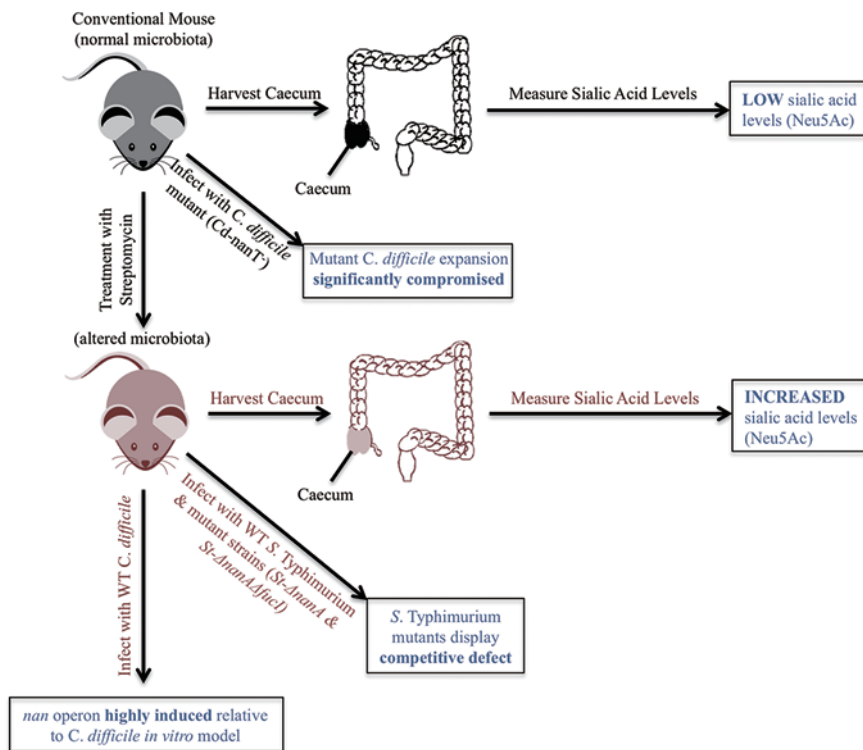 Conventional Mouse
(normal microbiota)
Harvest Caecum
Measure Sialic Acid Levels
LOW sialic acid
levels (Neu5Ac)
Caecum
Infect with C. difficile
mutant (Cd-nanT-)
Mutant C. difficile expansion
significantly compromised
Treatment with
Streptomycin
(altered microbiota)
Harvest Caecum
Measure Sialic Acid Levels
INCREASED
sialic acid levels
(Neu5Ac)
Caecum
Infect with WT S. Typhimurium
& mutant strains (St-ΔnanA &
St-ΔnanAΔfucI)
S. Typhimurium
mutants display
competitive defect
Infect with WT C. difficile
nan operon highly induced relative
to C. difficile in vitro model